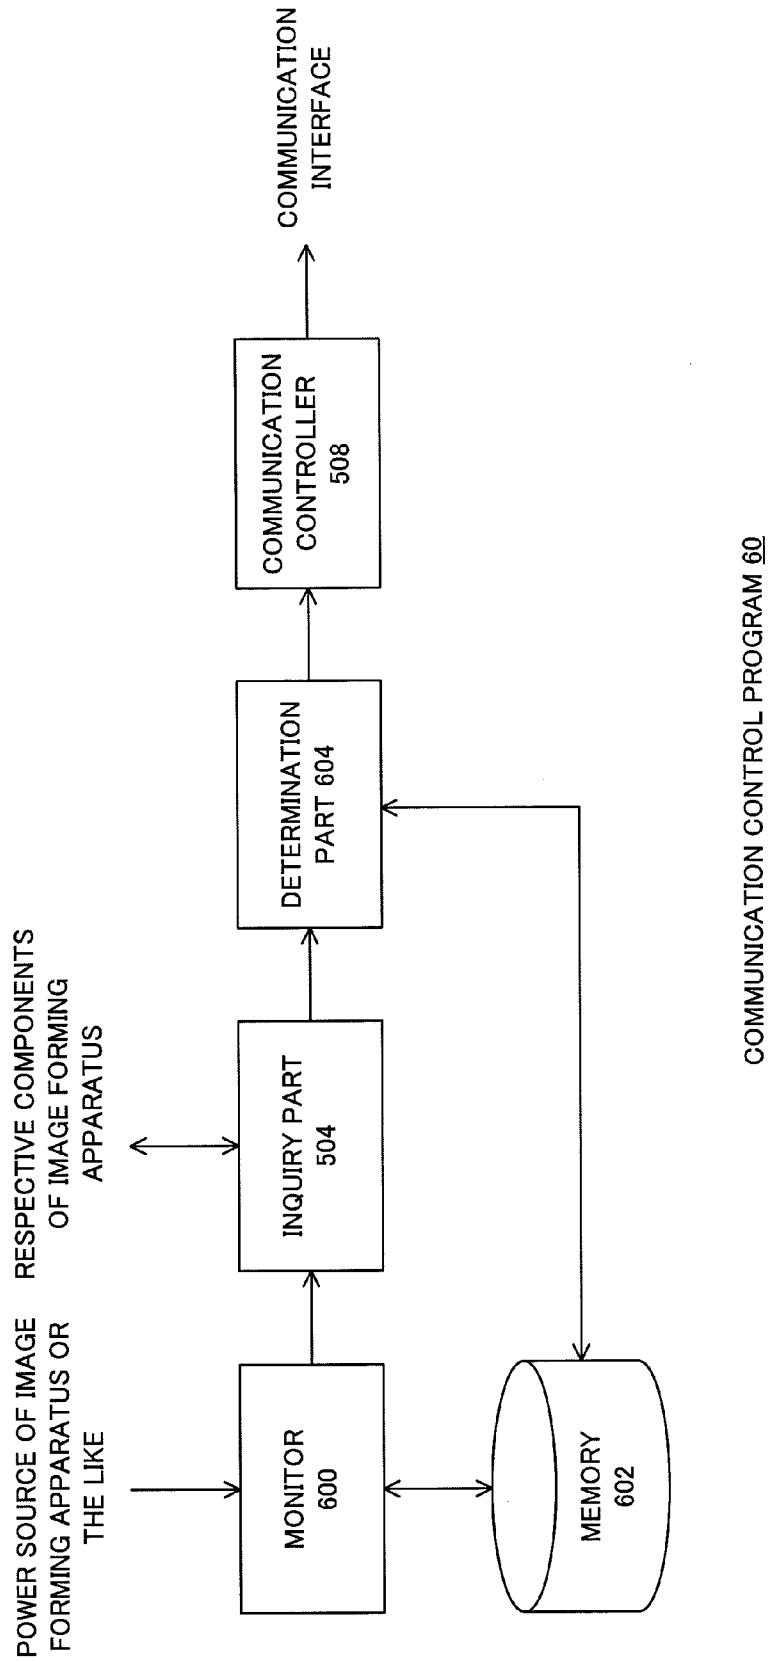 POWER SOURCE OF IMAGE
FORMING APPARATUS OR
THE LIKE
RESPECTIVE COMPONENTS
OF IMAGE FORMING
APPARATUS
MONITOR
600
INQUIRY PART
504
DETERMINATION
PART 604
COMMUNICATION
CONTROLLER
508
COMMUNICATION
INTERFACE
MEMORY
602
COMMUNICATION CONTROL PROGRAM 60